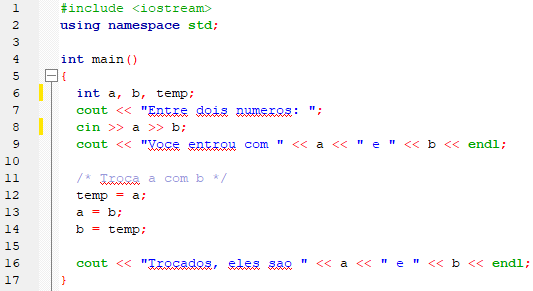 1 #include <iostream>
2 using namespace std;
3
4 int main()
5 {
6 int a, b, temp;
7 cout << "Entre dois numeros: ";
8 cin >> a >> b;
9 cout << "Voce entrou com " << a << " e " << b << endl;
10
11 /* Troca a com b */
12 temp = a;
13 a = b;
14 b = temp;
15
16 cout << "Trocados, eles sao " << a << " e " << b << endl;
17 }